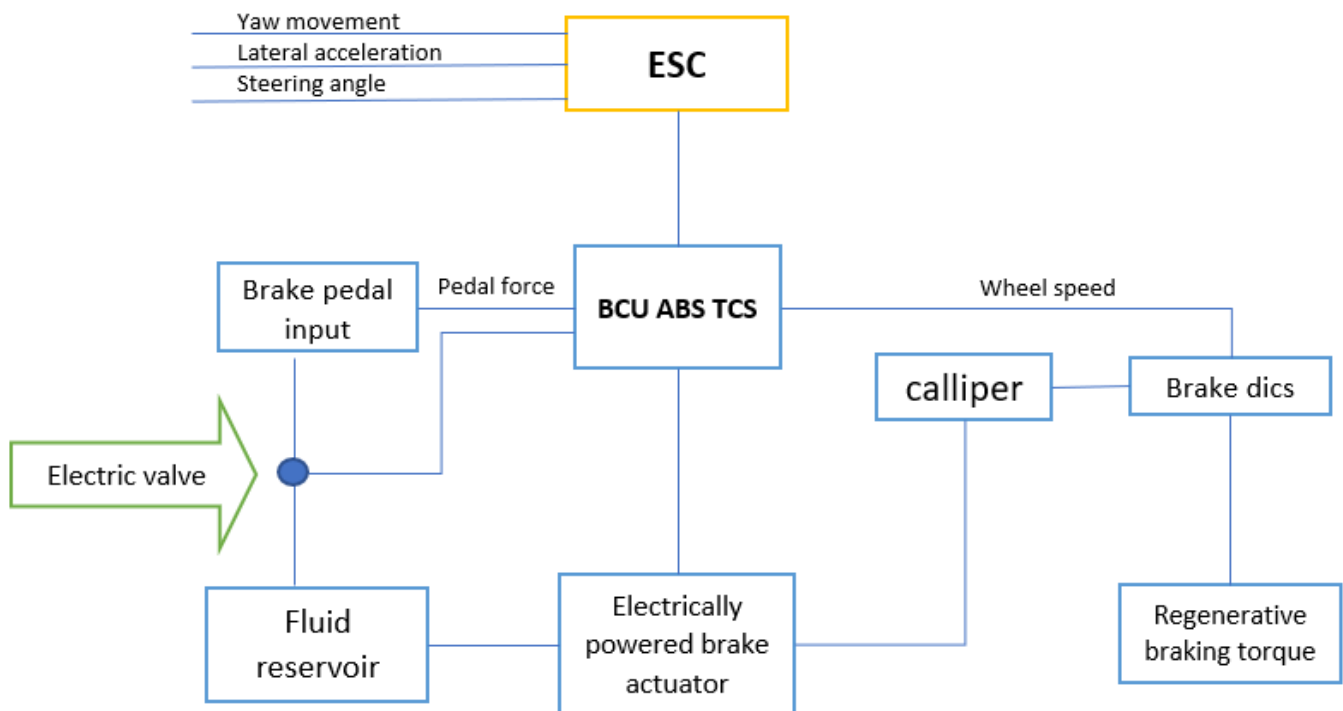 Yaw movement
Lateral acceleration
Steering angle
ESC
Brake pedal
input
Pedal force
BCU ABS TCS
Wheel speed
calliper
Brake dics
Electric valve
Fluid
reservoir
Electrically
powered brake
actuator
Regenerative
braking torque